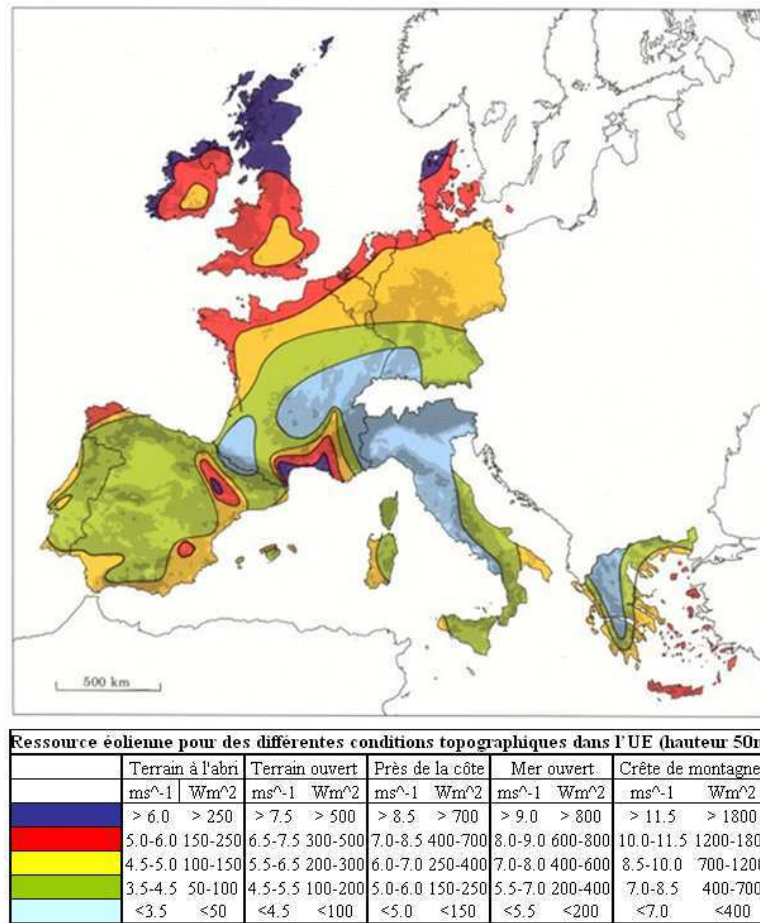 500 km
Ressource éolienne pour des différentes conditions topographiques dans l'UE (hauteur 50m
Terrain à l'abri Terrain ouvert Près de la côte Mer ouvert Crête de montagne
ms^-1 Wm^2 ms^-1 Wm^2 ms^-1 Wm^2 ms^-1 Wm^2 ms^-1 Wm^2
> 6.0 > 250 > 7.5 > 500 > 8.5 > 700 > 9.0 > 800 > 11.5 > 1800
5.0-6.0 150-250 6.5-7.5 300-500 7.0-8.5 400-700 8.0-9.0 600-800 10.0-11.5 1200-180
4.5-5.0 100-150 5.5-6.5 200-300 6.0-7.0 250-400 7.0-8.0 400-600 8.5-10.0 700-1200
3.5-4.5 50-100 4.5-5.5 100-200 5.0-6.0 150-250 5.5-7.0 200-400 7.0-8.5 400-700
<3.5 <50 <4.5 <100 <5.0 <150 <5.5 <200 <7.0 <400